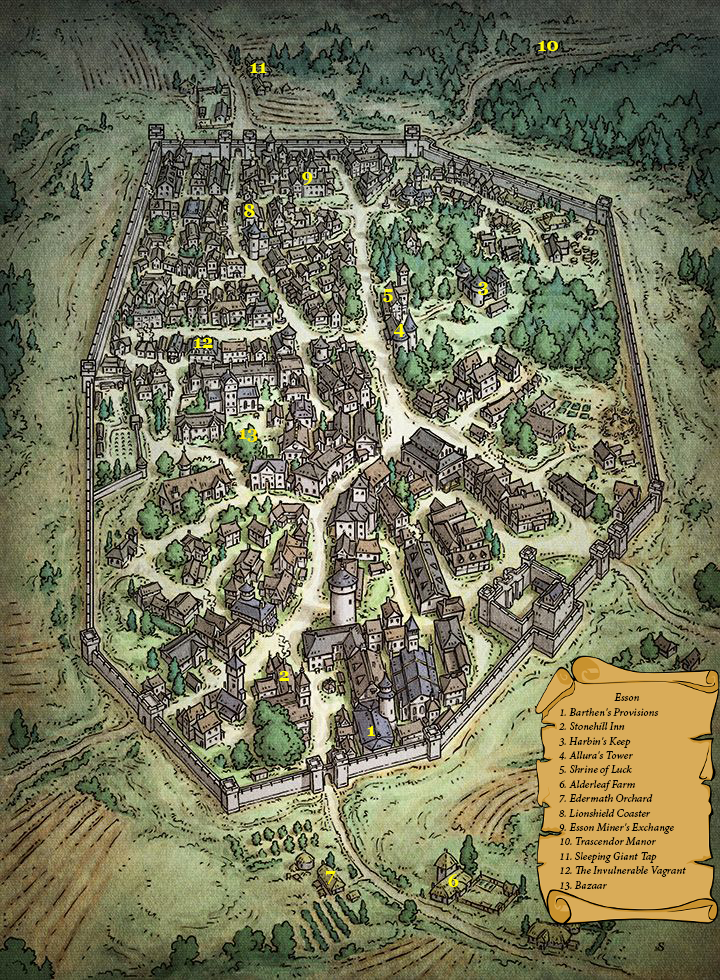 10
11
9
8
3
5
4
12
13
2
1
7
6
Esson
1. Barthen's Provisions
2. Stonehill Inn
3. Harbin's Keep
4. Allura's Tower
5. Shrine of Luck
6. Alderleaf Farm
7. Edermath Orchard
8. Lionshield Coaster
9. Esson Miner's Exchange
10. Trascendor Manor
11. Sleeping Giant Tap
12. The Invulnerable Vagrant
13. Bazaar